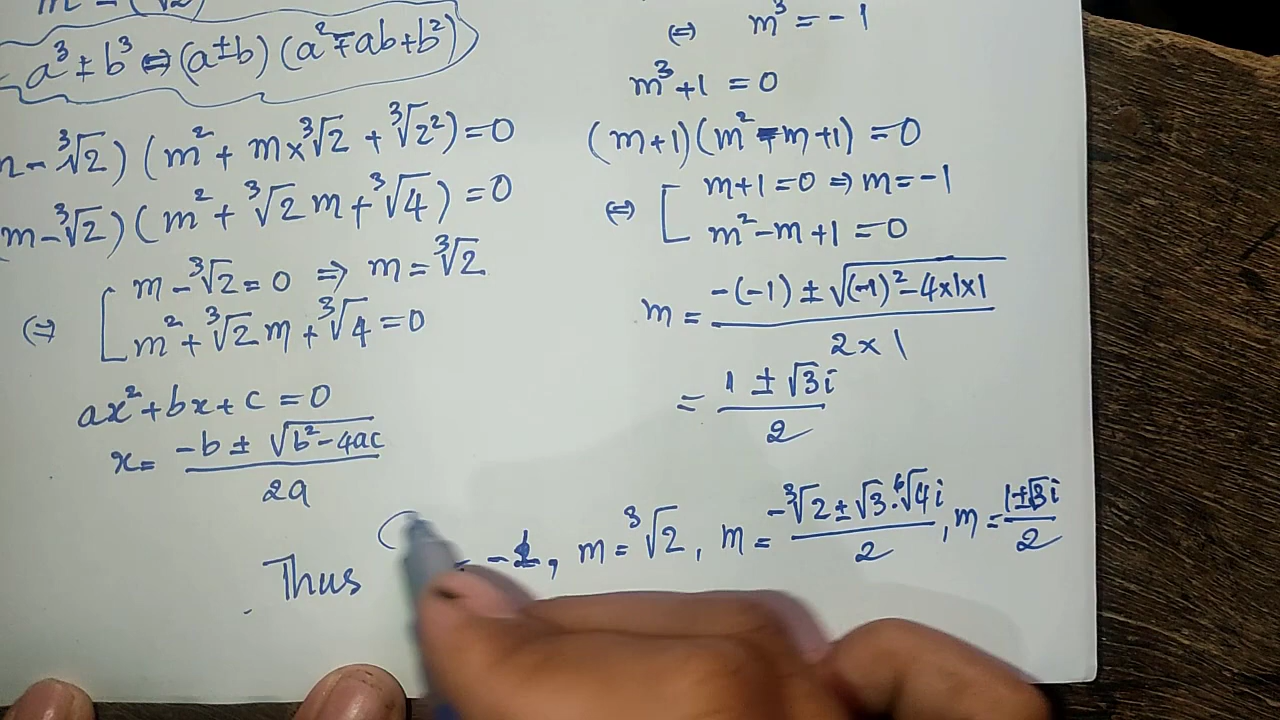 a³ ± b³ ⇔ (a ± b) (a² ∓ ab + b²)
- ∛2) (m² + m × ∛2 + ∛2²) = 0
(m - ∛2) (m² + ∛2 m + ∛4) = 0
m - ∛2 = 0 ⇒ m = ∛2
⇔ m² + ∛2 m + ∛4 = 0
ax² + bx + c = 0
x = (-b ± √(b² - 4ac)) / 2a
⇔ m³ = -1
m³ + 1 = 0
(m + 1) (m² - m + 1) = 0
⇔ m + 1 = 0 ⇒ m = -1
m² - m + 1 = 0
m = (-(-1) ± √((-1)² - 4×1×1)) / (2 × 1)
= (1 ± √3 i) / 2
Thus -1, m = ∛2, m = (-∛2 ± √3 · ⁶√4 i) / 2, m = (1 ± √3 i) / 2